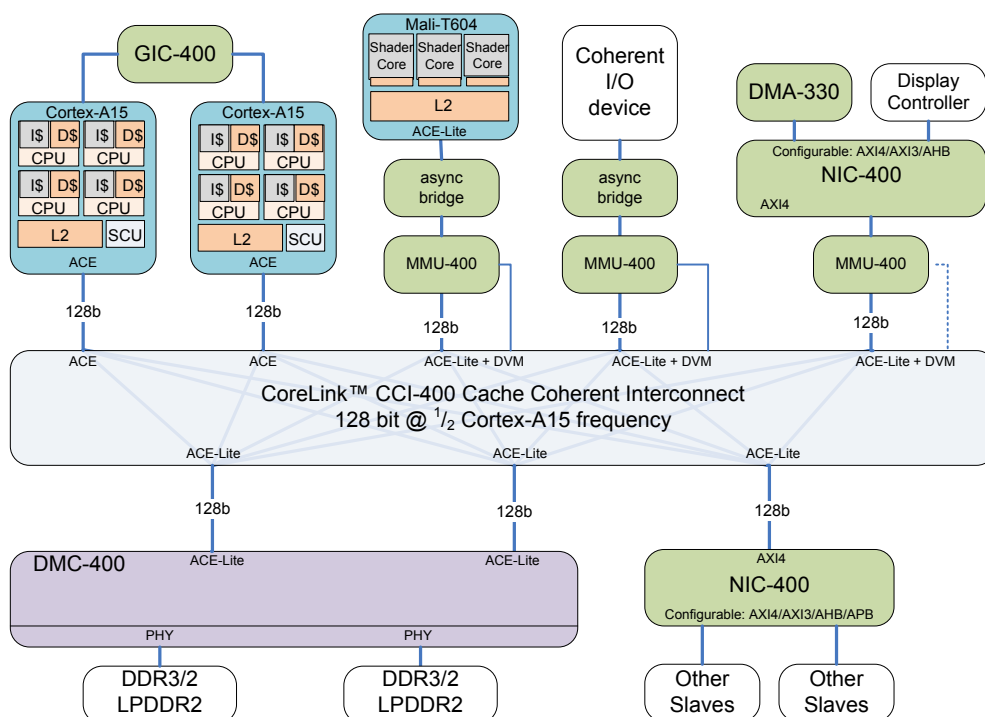 GIC-400
Cortex-A15
I$ D$ I$ D$
CPU CPU
I$ D$ I$ D$
CPU CPU
L2 SCU
ACE
128b
Cortex-A15
I$ D$ I$ D$
CPU CPU
I$ D$ I$ D$
CPU CPU
L2 SCU
ACE
128b
Mali-T604
Shader Shader Shader
Core Core Core
L2
ACE-Lite
async
bridge
MMU-400
128b
Coherent
I/O
device
async
bridge
MMU-400
128b
DMA-330
Display
Controller
Configurable: AXI4/AXI3/AHB
NIC-400
AXI4
MMU-400
128b
ACE ACE ACE-Lite + DVM ACE-Lite + DVM ACE-Lite + DVM
CoreLink™ CCI-400 Cache Coherent Interconnect
128 bit @ 1/2 Cortex-A15 frequency
ACE-Lite ACE-Lite ACE-Lite
128b 128b 128b
ACE-Lite ACE-Lite
DMC-400
PHY PHY
DDR3/2
LPDDR2
DDR3/2
LPDDR2
AXI4
NIC-400
Configurable: AXI4/AXI3/AHB/APB
Other
Slaves
Other
Slaves